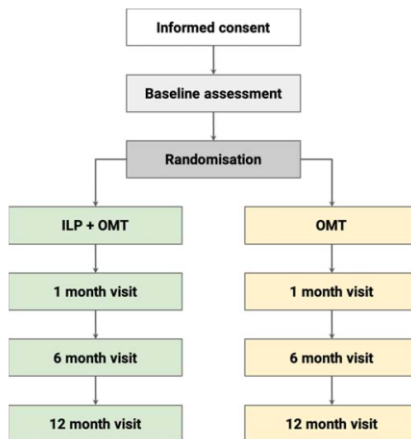 Informed consent
Baseline assessment
Randomisation
ILP + OMT
OMT
1 month visit
1 month visit
6 month visit
6 month visit
12 month visit
12 month visit